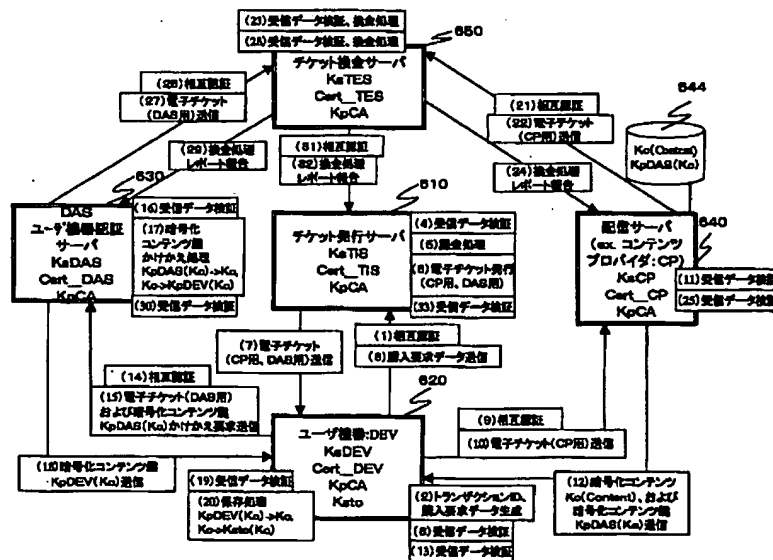 (23)受信データ検証、換金処理
(28)受信データ検証、換金処理
650
チケット換金サーバ
KsTES
Cert__TES
KpCA
(26)相互認証
(27)電子チケット
(DAS用)送信
(21)相互認証
(22)電子チケット
(CP用)送信
644
Kc(Content)
KpDAS(Kc)
(29)換金処理
レポート報告
(31)相互認証
(32)換金処理
レポート報告
(24)換金処理
レポート報告
630
DAS
ユーザ機器認証
サーバ
KsDAS
Cert__DAS
KpCA
(16)受信データ検証
(17)暗号化
コンテンツ鍵
かけかえ処理
KpDAS(Kc)->Kc,
Kc->KpDEV(Kc)
(30)受信データ検証
610
チケット発行サーバ
KsTIS
Cert__TIS
KpCA
(4)受信データ検証
(5)課金処理
(6)電子チケット発行
(CP用、DAS用)
(33)受信データ検証
640
配信サーバ
(ex. コンテンツ
プロバイダ:CP)
KsCP
Cert__CP
KpCA
(11)受信データ検証
(25)受信データ検証
(7)電子チケット
(CP用、DAS用)送信
(1)相互認証
(3)購入要求データ送信
(14)相互認証
(15)電子チケット(DAS用)
および暗号化コンテンツ鍵
KpDAS(Kc)かけかえ要求送信
620
ユーザ機器:DEV
KsDEV
Cert__DEV
KpCA
Ksto
(9)相互認証
(10)電子チケット(CP用)送信
(18)暗号化コンテンツ鍵
KpDEV(Kc)送信
(19)受信データ検証
(20)保存処理
KpDEV(Kc)->Kc,
Kc->Ksto(Kc)
(2)トランザクションID、
購入要求データ生成
(8)受信データ検証
(13)受信データ検証
(12)暗号化コンテンツ
Kc(Content)、および
暗号化コンテンツ鍵
KpDAS(Kc)送信